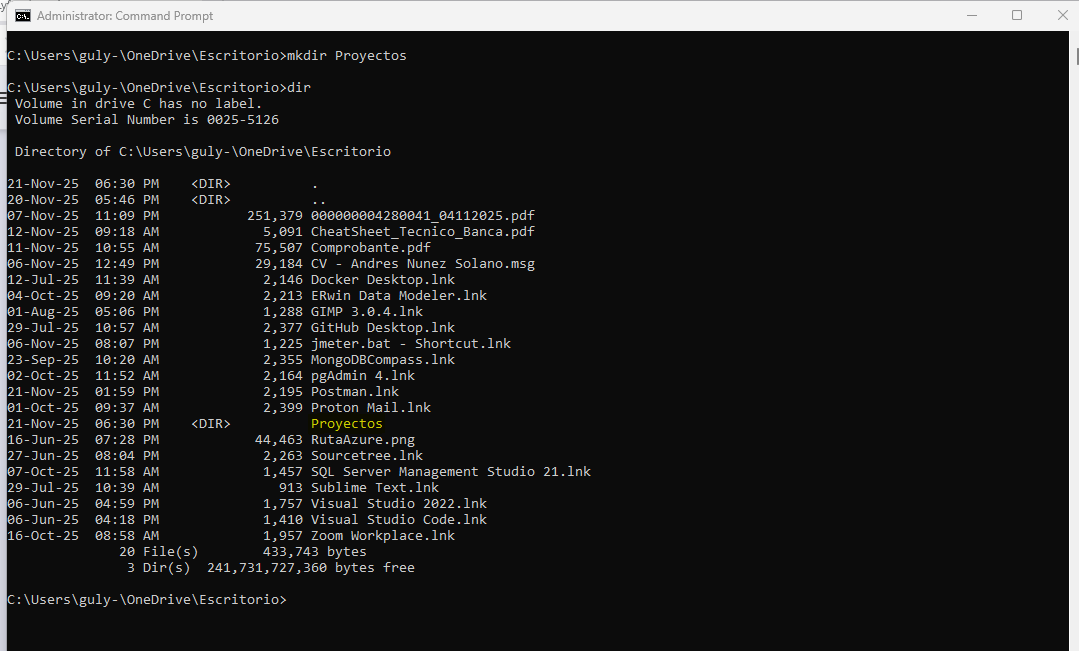 Administrator: Command Prompt
C:\Users\guly-\OneDrive\Escritorio>mkdir Proyectos
C:\Users\guly-\OneDrive\Escritorio>dir
Volume in drive C has no label.
Volume Serial Number is 0025-5126
Directory of C:\Users\guly-\OneDrive\Escritorio
21-Nov-25 06:30 PM <DIR> .
20-Nov-25 05:46 PM <DIR> ..
07-Nov-25 11:09 PM 251,379 000000004280041_04112025.pdf
12-Nov-25 09:18 AM 5,091 CheatSheet_Tecnico_Banca.pdf
11-Nov-25 10:55 AM 75,507 Comprobante.pdf
06-Nov-25 12:49 PM 29,184 CV - Andres Nunez Solano.msg
12-Jul-25 11:39 AM 2,146 Docker Desktop.lnk
04-Oct-25 09:20 AM 2,213 ERwin Data Modeler.lnk
01-Aug-25 05:06 PM 1,288 GIMP 3.0.4.lnk
29-Jul-25 10:57 AM 2,377 GitHub Desktop.lnk
06-Nov-25 08:07 PM 1,225 jmeter.bat - Shortcut.lnk
23-Sep-25 10:20 AM 2,355 MongoDBCompass.lnk
02-Oct-25 11:52 AM 2,164 pgAdmin 4.lnk
21-Nov-25 01:59 PM 2,195 Postman.lnk
01-Oct-25 09:37 AM 2,399 Proton Mail.lnk
21-Nov-25 06:30 PM <DIR> Proyectos
16-Jun-25 07:28 PM 44,463 RutaAzure.png
27-Jun-25 08:04 PM 2,263 Sourcetree.lnk
07-Oct-25 11:58 AM 1,457 SQL Server Management Studio 21.lnk
29-Jul-25 10:39 AM 913 Sublime Text.lnk
06-Jun-25 04:59 PM 1,757 Visual Studio 2022.lnk
06-Jun-25 04:18 PM 1,410 Visual Studio Code.lnk
16-Oct-25 08:58 AM 1,957 Zoom Workplace.lnk
20 File(s) 433,743 bytes
3 Dir(s) 241,731,727,360 bytes free
C:\Users\guly-\OneDrive\Escritorio>